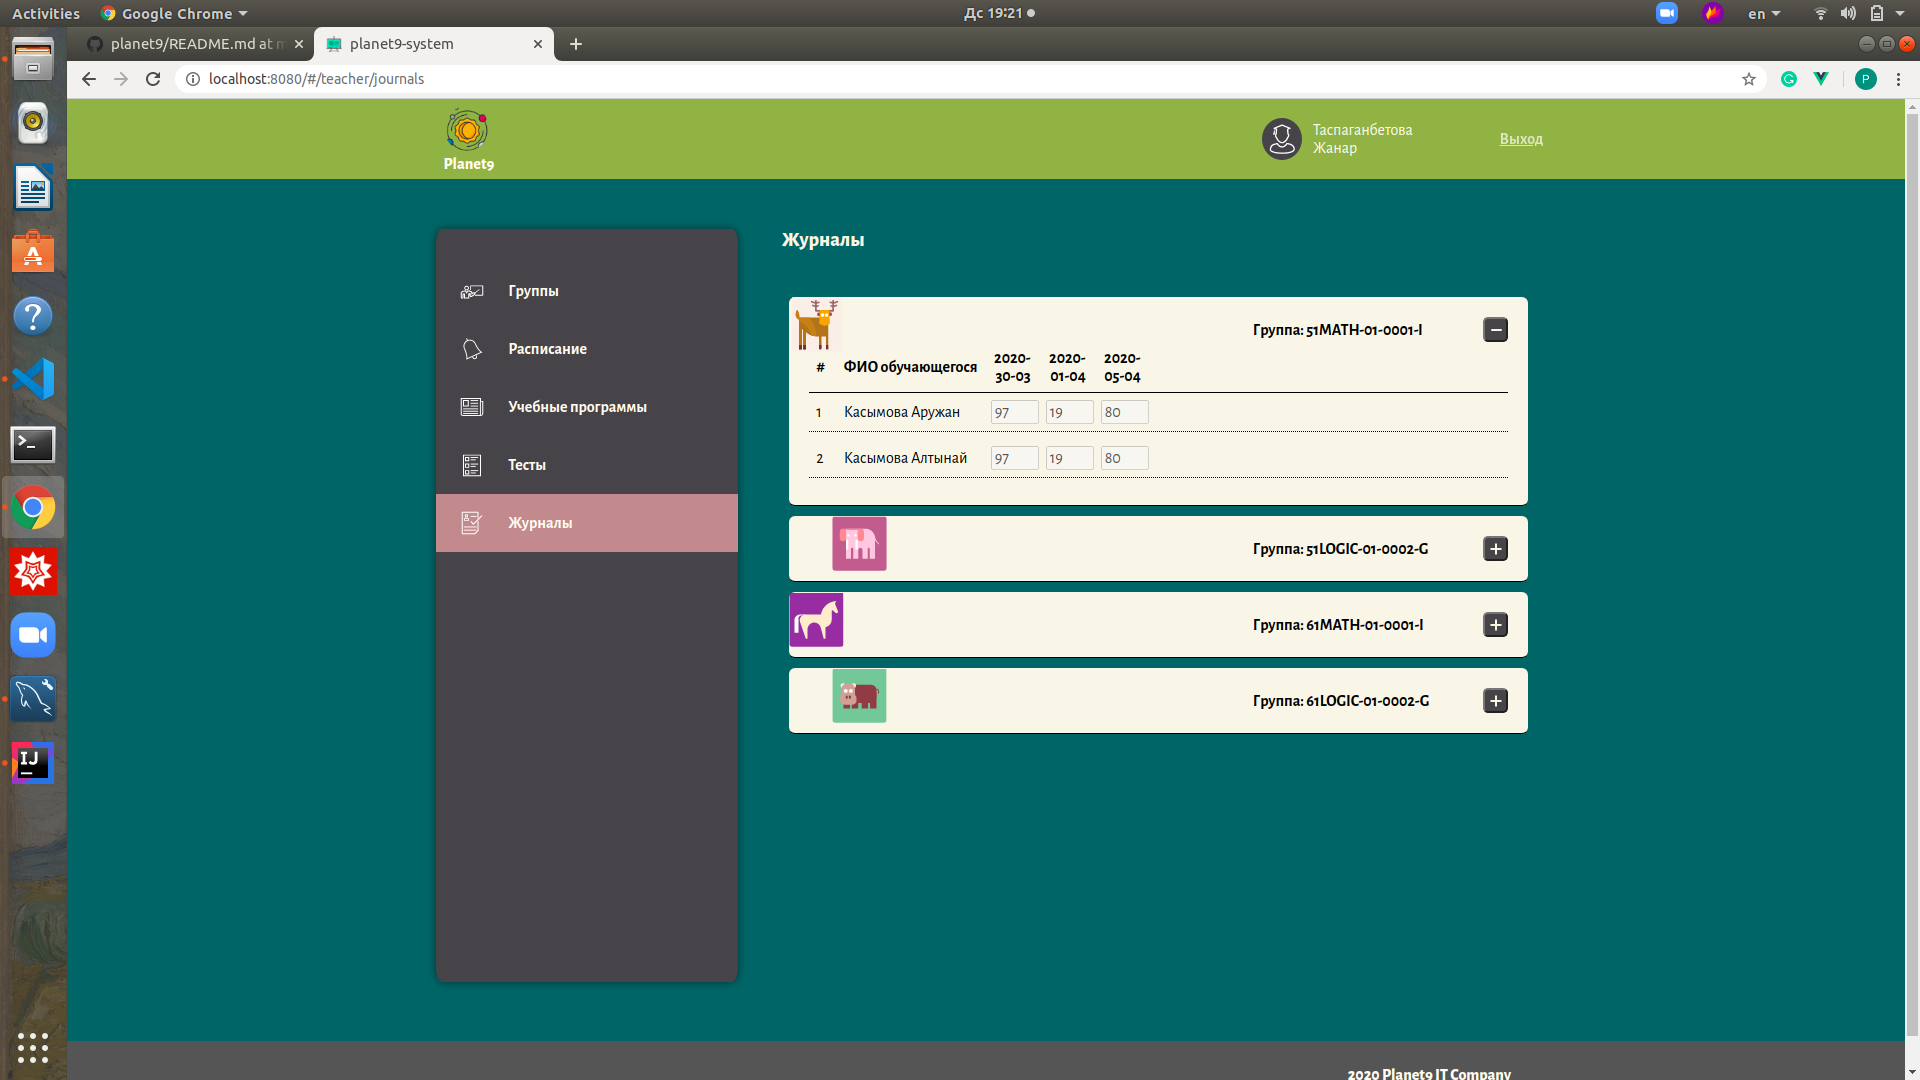 Activities
Google Chrome
Дс 19:21
en
planet9/README.md at m
planet9-system
localhost:8080/#/teacher/journals
P
Planet9
Таспаганбетова
Жанар
Выход
Группы
Расписание
Учебные программы
Тесты
Журналы
Журналы
Группа: 51MATH-01-0001-I
# ФИО обучающегося 2020-30-03 2020-01-04 2020-05-04
1 Касымова Аружан 97 19 80
2 Касымова Алтынай 97 19 80
Группа: 51LOGIC-01-0002-G
Группа: 61MATH-01-0001-I
Группа: 61LOGIC-01-0002-G
2020 Planet9 IT Company